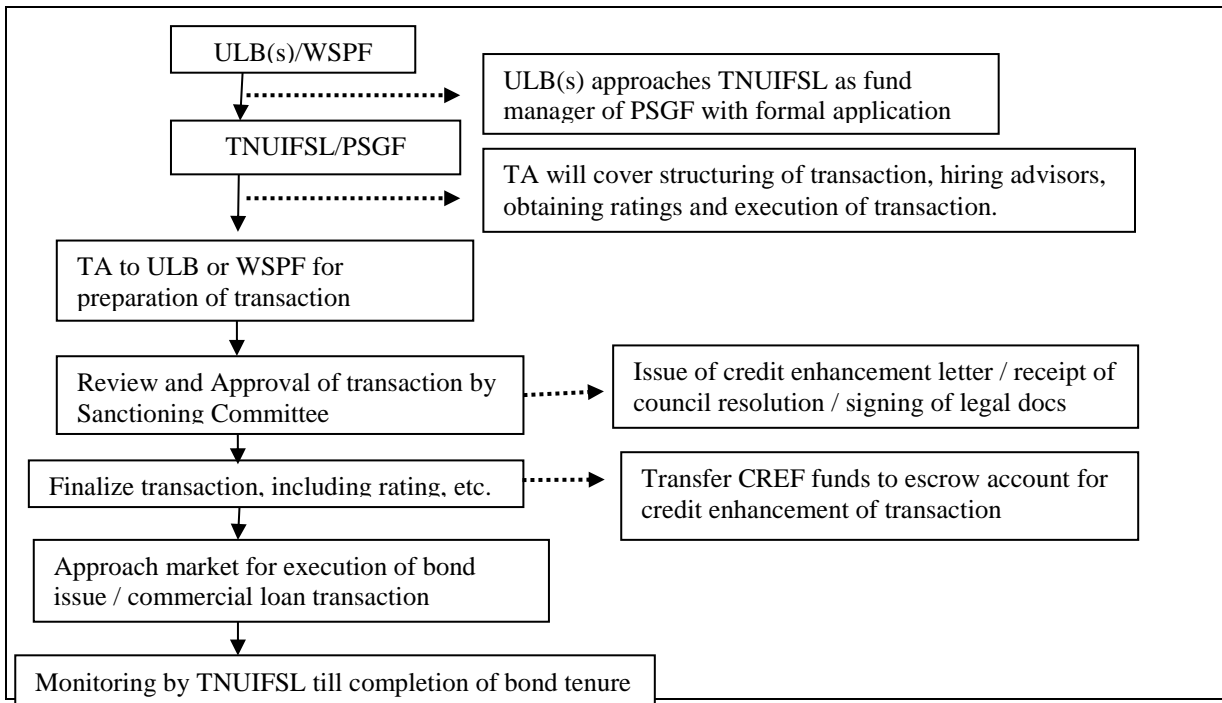 ULB(s)/WSPF
ULB(s) approaches TNUIFSL as fund
manager of PSGF with formal application
TNUIFSL/PSGF
TA will cover structuring of transaction, hiring advisors,
obtaining ratings and execution of transaction.
TA to ULB or WSPF for
preparation of transaction
Review and Approval of transaction by
Sanctioning Committee
Issue of credit enhancement letter / receipt of
council resolution / signing of legal docs
Finalize transaction, including rating, etc.
Transfer CREF funds to escrow account for
credit enhancement of transaction
Approach market for execution of bond
issue / commercial loan transaction
Monitoring by TNUIFSL till completion of bond tenure